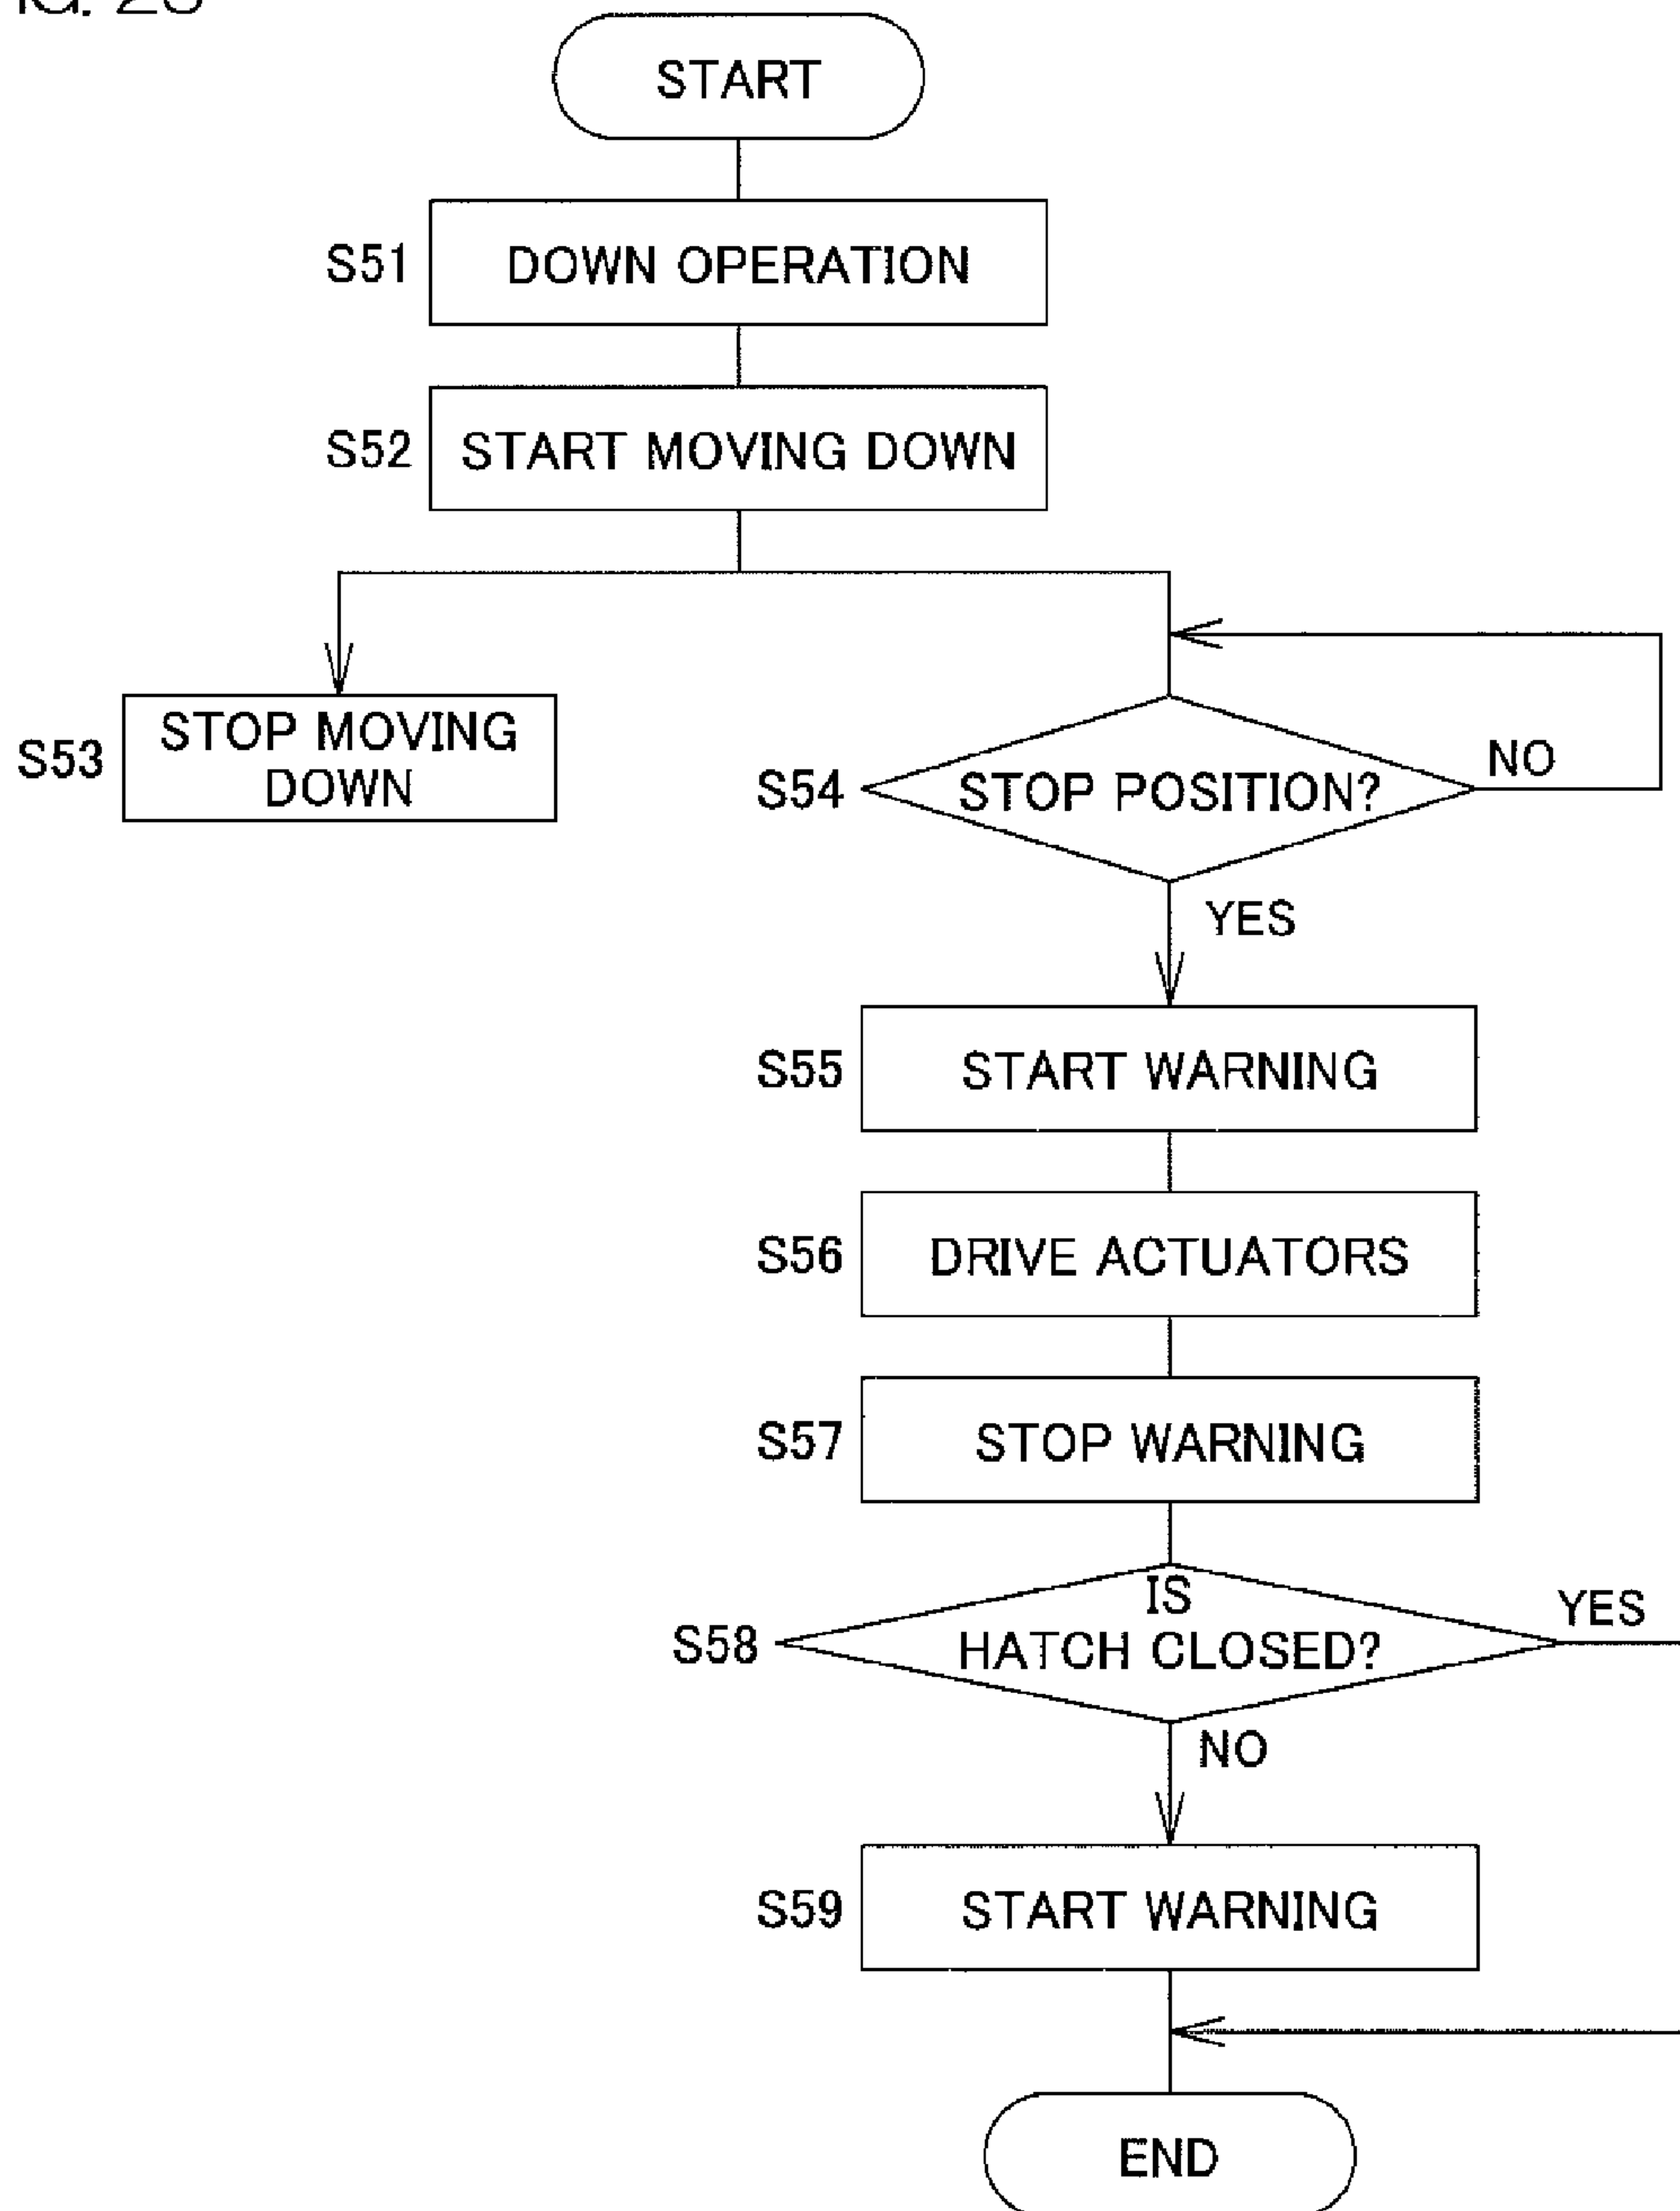 START
S51
DOWN OPERATION
S52
START MOVING DOWN
S53
STOP MOVING
DOWN
S54
STOP POSITION?
NO
YES
S55
START WARNING
S56
DRIVE ACTUATORS
S57
STOP WARNING
S58
IS
HATCH CLOSED?
YES
NO
S59
START WARNING
END